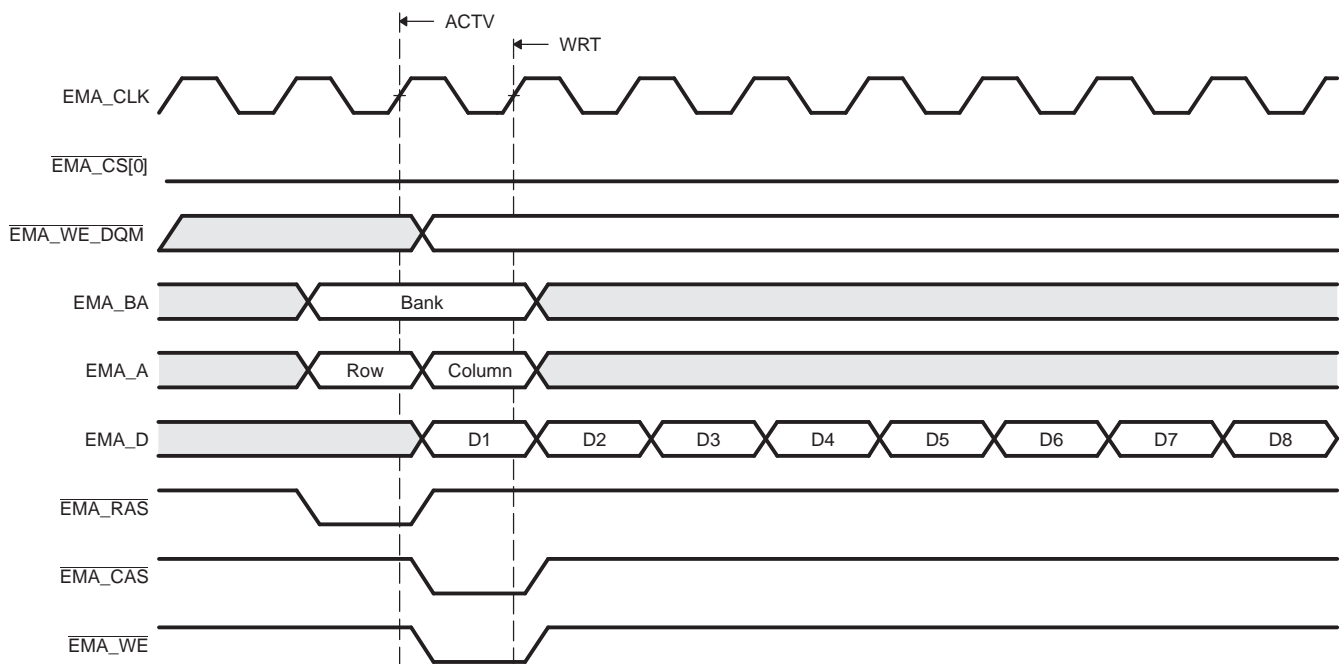 ACTV
WRT
EMA_CLK
EMA_CS[0]
EMA_WE_DQM
EMA_BA
Bank
EMA_A
Row
Column
EMA_D
D1
D2
D3
D4
D5
D6
D7
D8
EMA_RAS
EMA_CAS
EMA_WE